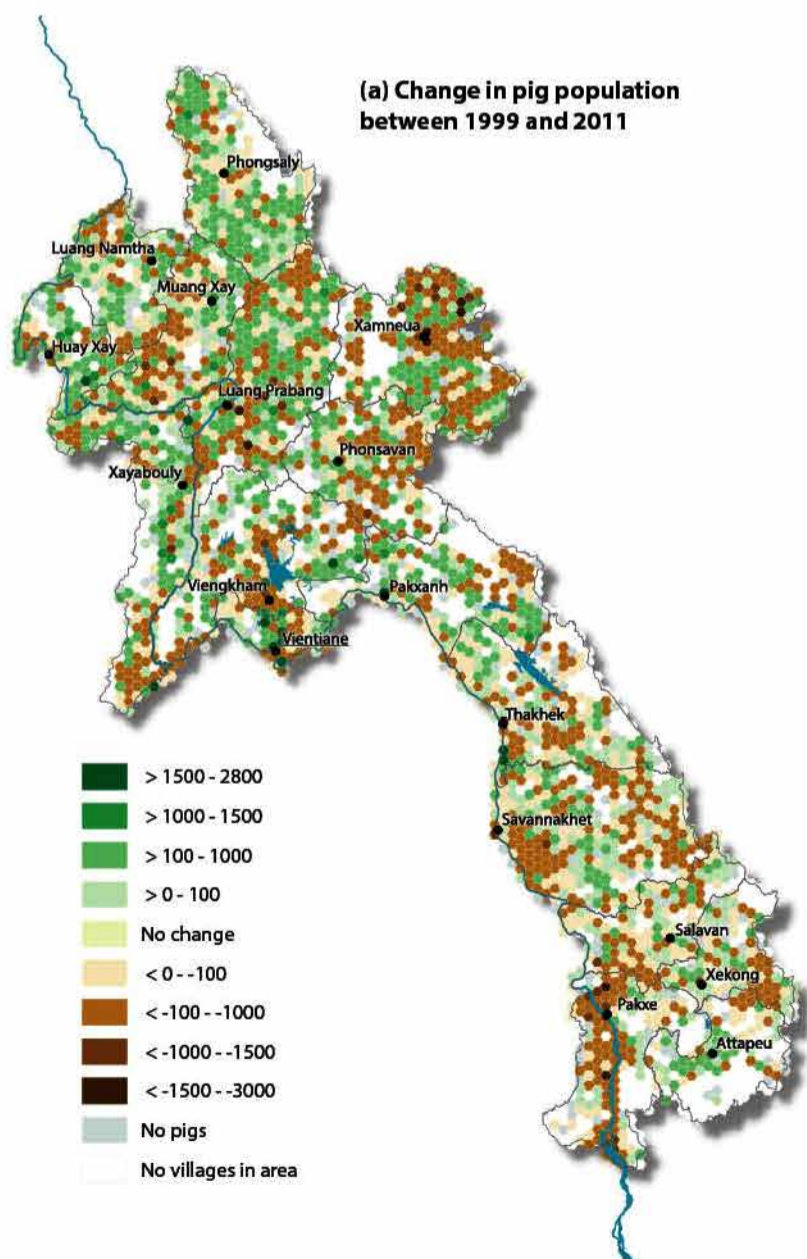 (a) Change in pig population
between 1999 and 2011
Phongsaly
Luang Namtha
Muang Xay
Xamneua
Huay Xay
Luang Prabang
Phonsavan
Xayabouly
Viengkham
Pakxanh
Vientiane
Thakhek
Savannakhet
Salavan
Xekong
Pakxe
Attapeu
> 1500 - 2800
> 1000 - 1500
> 100 - 1000
> 0 - 100
No change
< 0 - -100
< -100 - -1000
< -1000 - -1500
< -1500 - -3000
No pigs
No villages in area